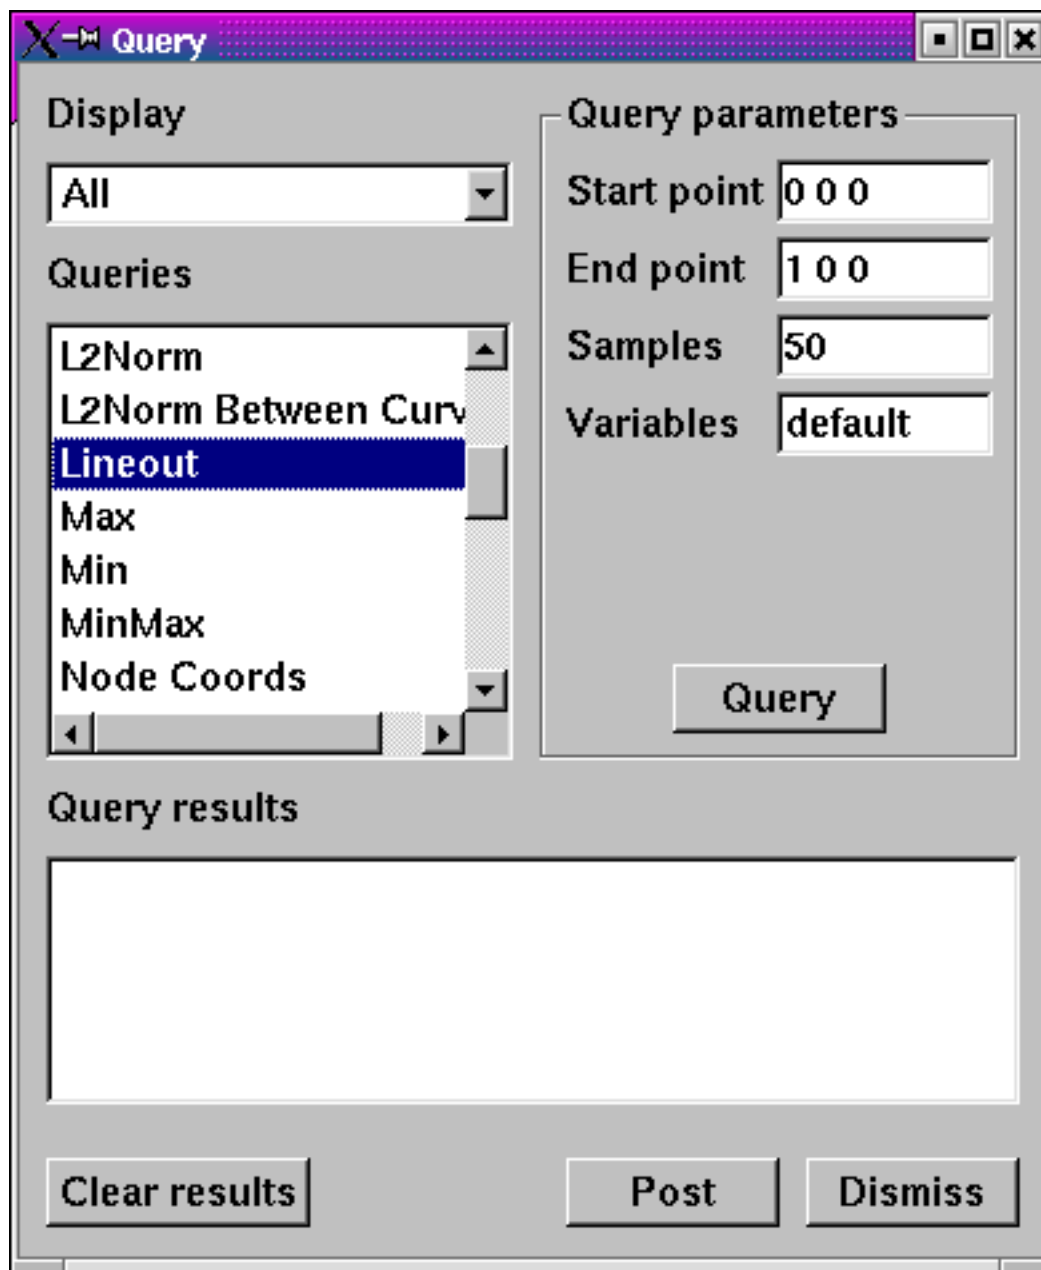 Query
Display
All
Queries
L2Norm
L2Norm Between Curv
Lineout
Max
Min
MinMax
Node Coords
Query parameters
Start point 0 0 0
End point 1 0 0
Samples 50
Variables default
Query
Query results
Clear results Post Dismiss